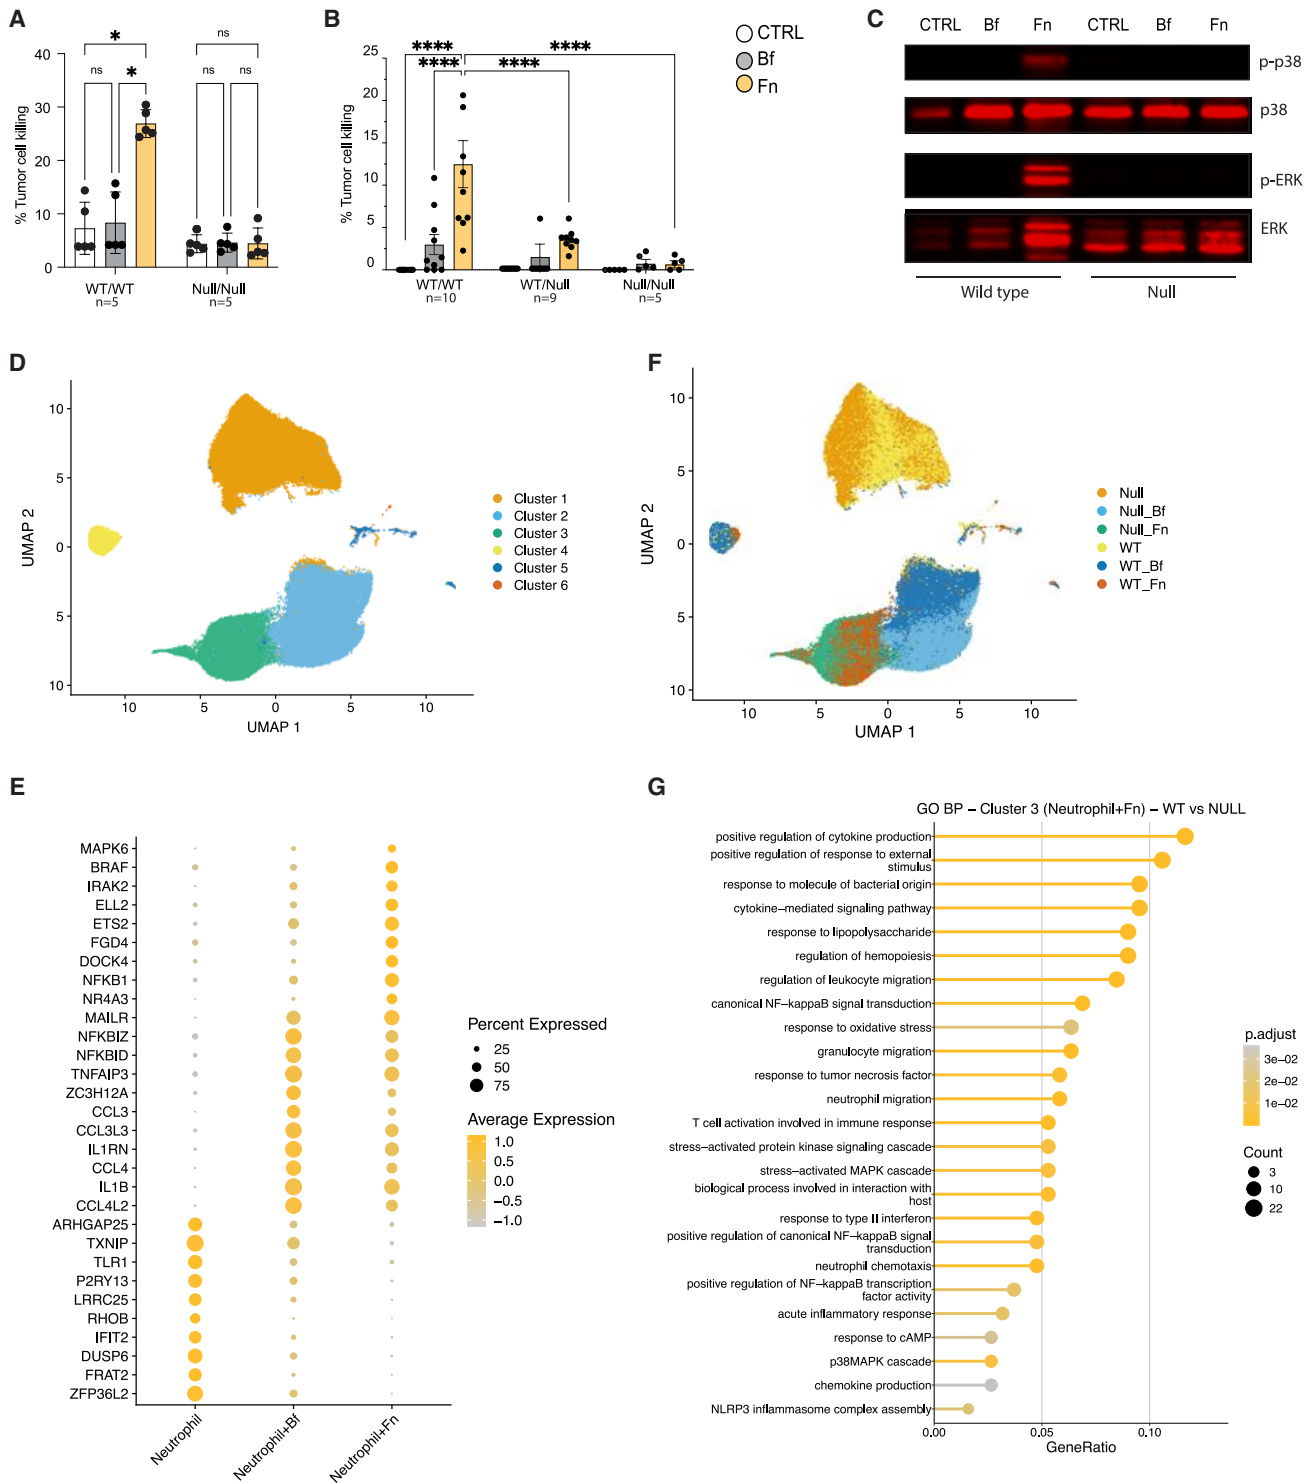 A
B
C
CTRL
Bf
Fn
CTRL Bf Fn CTRL Bf Fn
p-p38
p38
p-ERK
ERK
Wild type Null
% Tumor cell killing
40
30
20
10
0
*
ns
*
ns
ns
ns
WT/WT
n=5
Null/Null
n=5
% Tumor cell killing
25
20
15
10
5
0
****
****
****
****
WT/WT
n=10
WT/Null
n=9
Null/Null
n=5
D
UMAP 2
10
5
0
5
10
10 5 0 5 10
UMAP 1
Cluster 1
Cluster 2
Cluster 3
Cluster 4
Cluster 5
Cluster 6
F
UMAP 2
10
5
0
5
10
10 5 0 5 10
UMAP 1
Null
Null_Bf
Null_Fn
WT
WT_Bf
WT_Fn
E
MAPK6
BRAF
IRAK2
ELL2
ETS2
FGD4
DOCK4
NFKB1
NR4A3
MAILR
NFKBIZ
NFKBID
TNFAIP3
ZC3H12A
CCL3
CCL3L3
IL1RN
CCL4
IL1B
CCL4L2
ARHGAP25
TXNIP
TLR1
P2RY13
LRRC25
RHOB
IFIT2
DUSP6
FRAT2
ZFP36L2
Neutrophil
Neutrophil+Bf
Neutrophil+Fn
Percent Expressed
25
50
75
Average Expression
1.0
0.5
0.0
−0.5
−1.0
G
GO BP – Cluster 3 (Neutrophil+Fn) – WT vs NULL
positive regulation of cytokine production
positive regulation of response to external
stimulus
response to molecule of bacterial origin
cytokine−mediated signaling pathway
response to lipopolysaccharide
regulation of hemopoiesis
regulation of leukocyte migration
canonical NF−kappaB signal transduction
response to oxidative stress
granulocyte migration
response to tumor necrosis factor
neutrophil migration
T cell activation involved in immune response
stress−activated protein kinase signaling cascade
stress−activated MAPK cascade
biological process involved in interaction with
host
response to type II interferon
positive regulation of canonical NF−kappaB signal
transduction
neutrophil chemotaxis
positive regulation of NF−kappaB transcription
factor activity
acute inflammatory response
response to cAMP
p38MAPK cascade
chemokine production
NLRP3 inflammasome complex assembly
0.00 0.05 0.10
GeneRatio
p.adjust
3e−02
2e−02
1e−02
Count
3
10
22